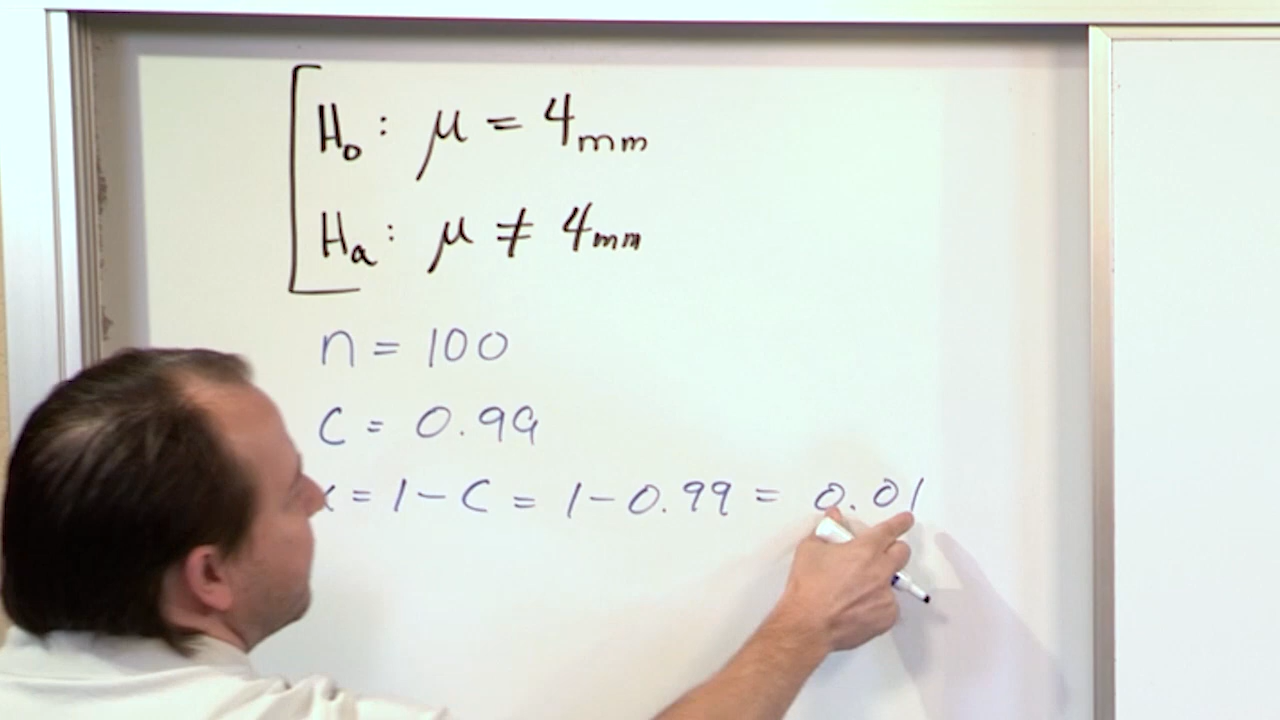 H₀: μ = 4mm
Hₐ: μ ≠ 4mm
n = 100
C = 0.99
= 1 - C = 1 - 0.99 = 0.01